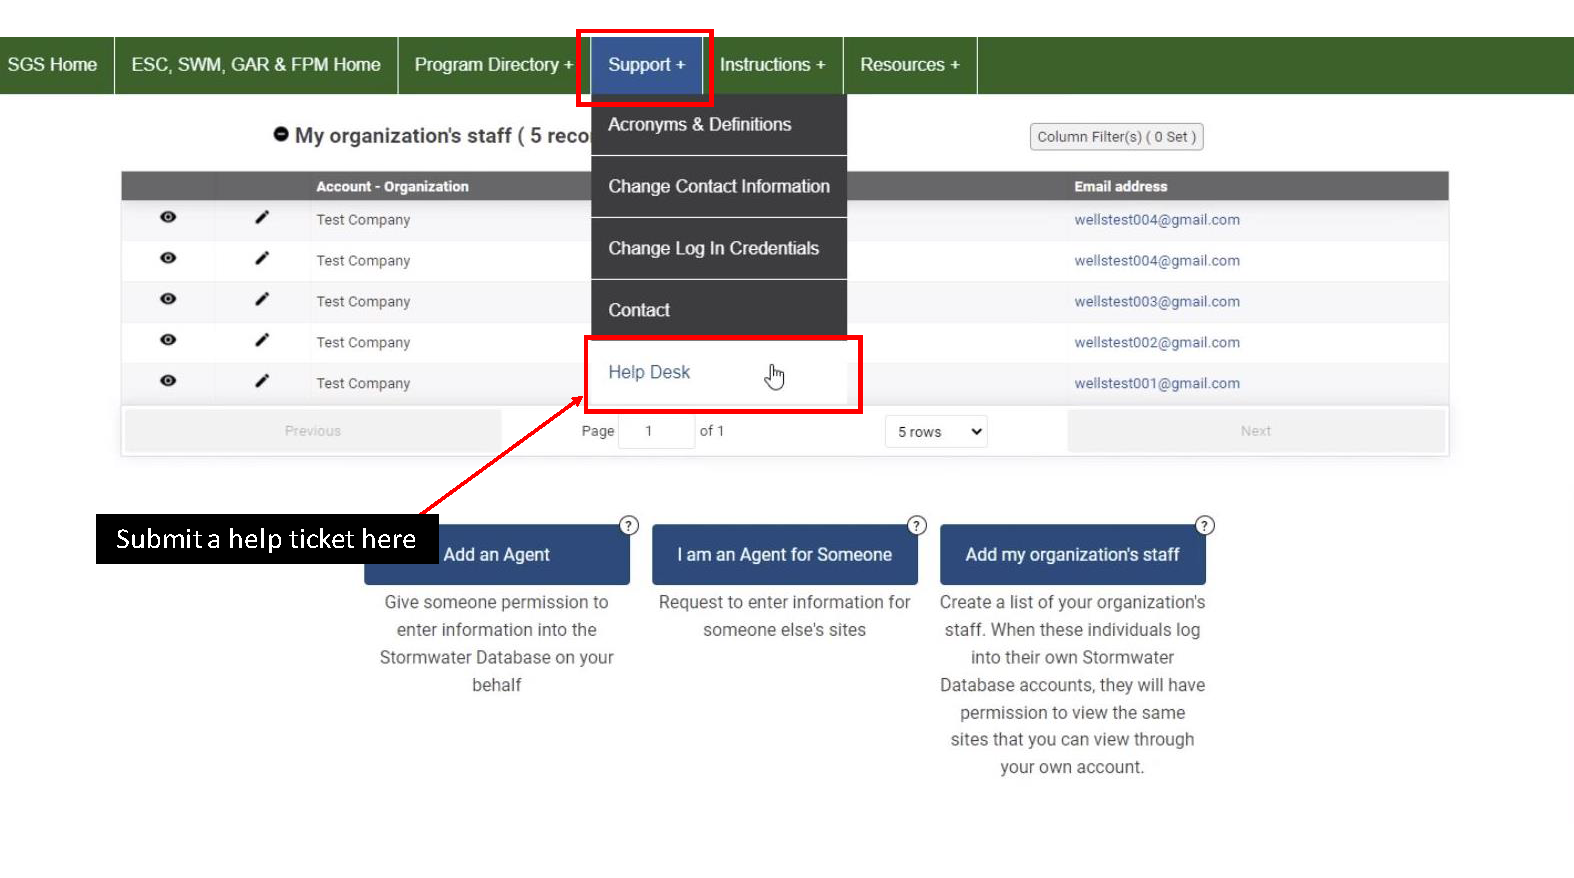 SGS Home ESC, SWM, GAR & FPM Home Program Directory + Support + Instructions + Resources +
Acronyms & Definitions
My organization's staff ( 5 reco
Column Filter(s) ( 0 Set )
Account - Organization Change Contact Information Email address
Test Company wellstest004@gmail.com
Change Log In Credentials
Test Company wellstest004@gmail.com
Test Company Contact wellstest003@gmail.com
Test Company wellstest002@gmail.com
Help Desk
Test Company wellstest001@gmail.com
Previous Page 1 of 1 5 rows Next
Submit a help ticket here
? ? ?
Add an Agent I am an Agent for Someone Add my organization's staff
Give someone permission to Request to enter information for Create a list of your organization's
enter information into the someone else's sites staff. When these individuals log
Stormwater Database on your into their own Stormwater
behalf Database accounts, they will have
permission to view the same
sites that you can view through
your own account.